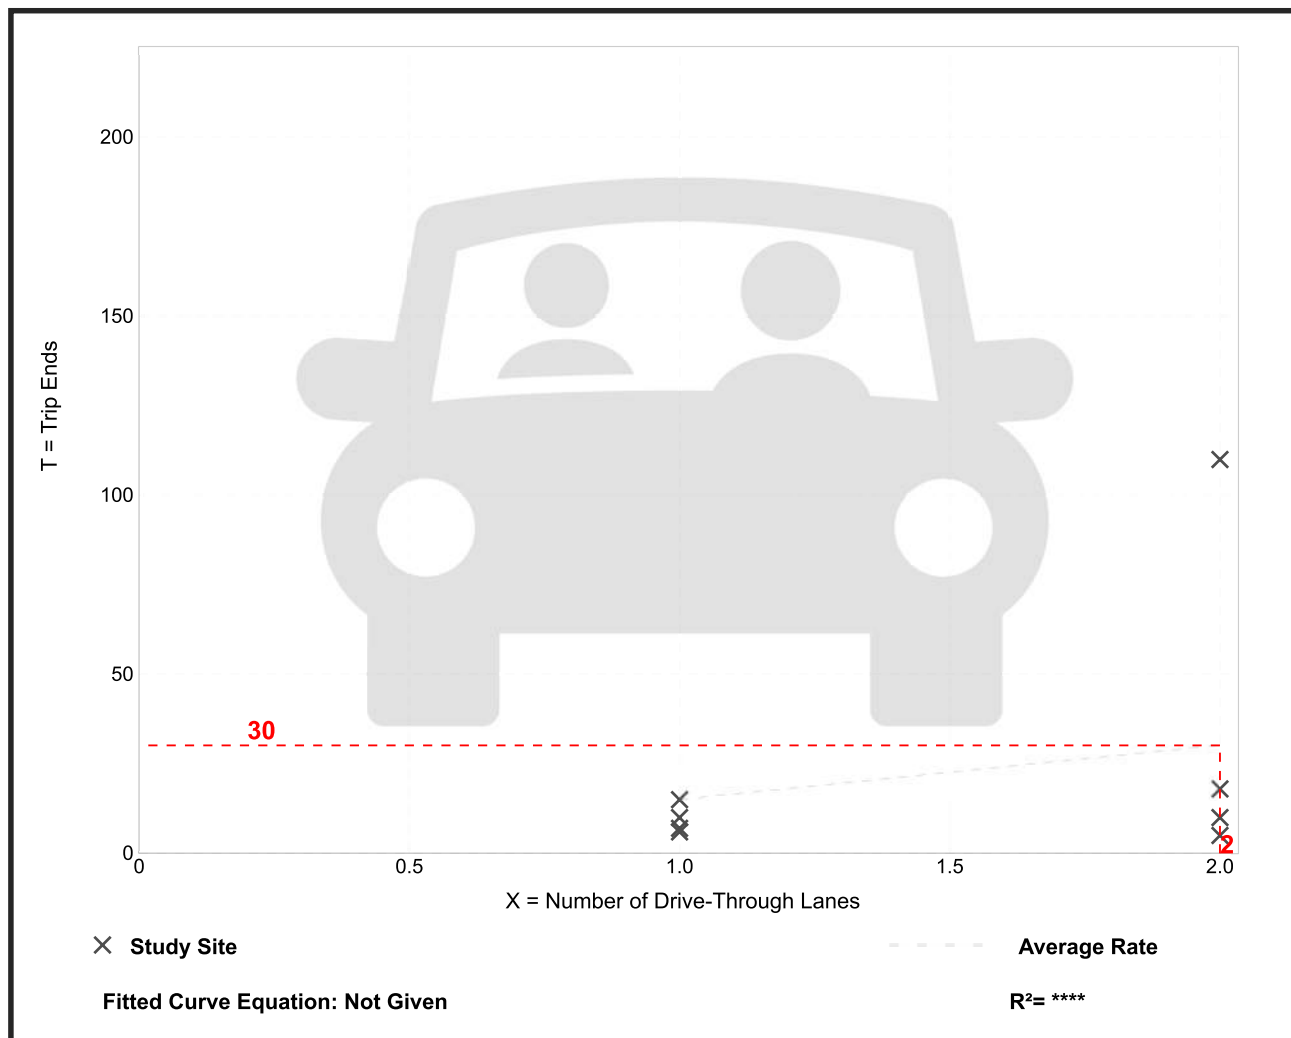 200
150
100
50
0
T = Trip Ends
30
2
0 0.5 1.0 1.5 2.0
X = Number of Drive-Through Lanes
Study Site Average Rate
Fitted Curve Equation: Not Given R²= ****